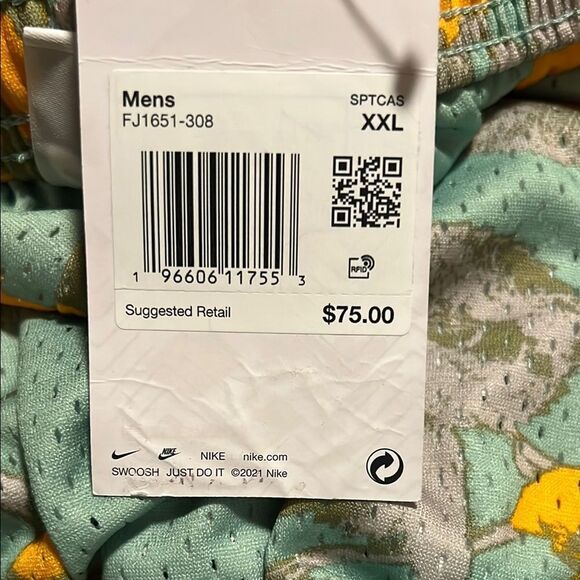 Mens
SPTCAS
FJ1651-308
XXL
RFID
1 96606 11755 3
Suggested Retail
$75.00
NIKE NIKE nike.com
SWOOSH JUST DO IT ©2021 Nike